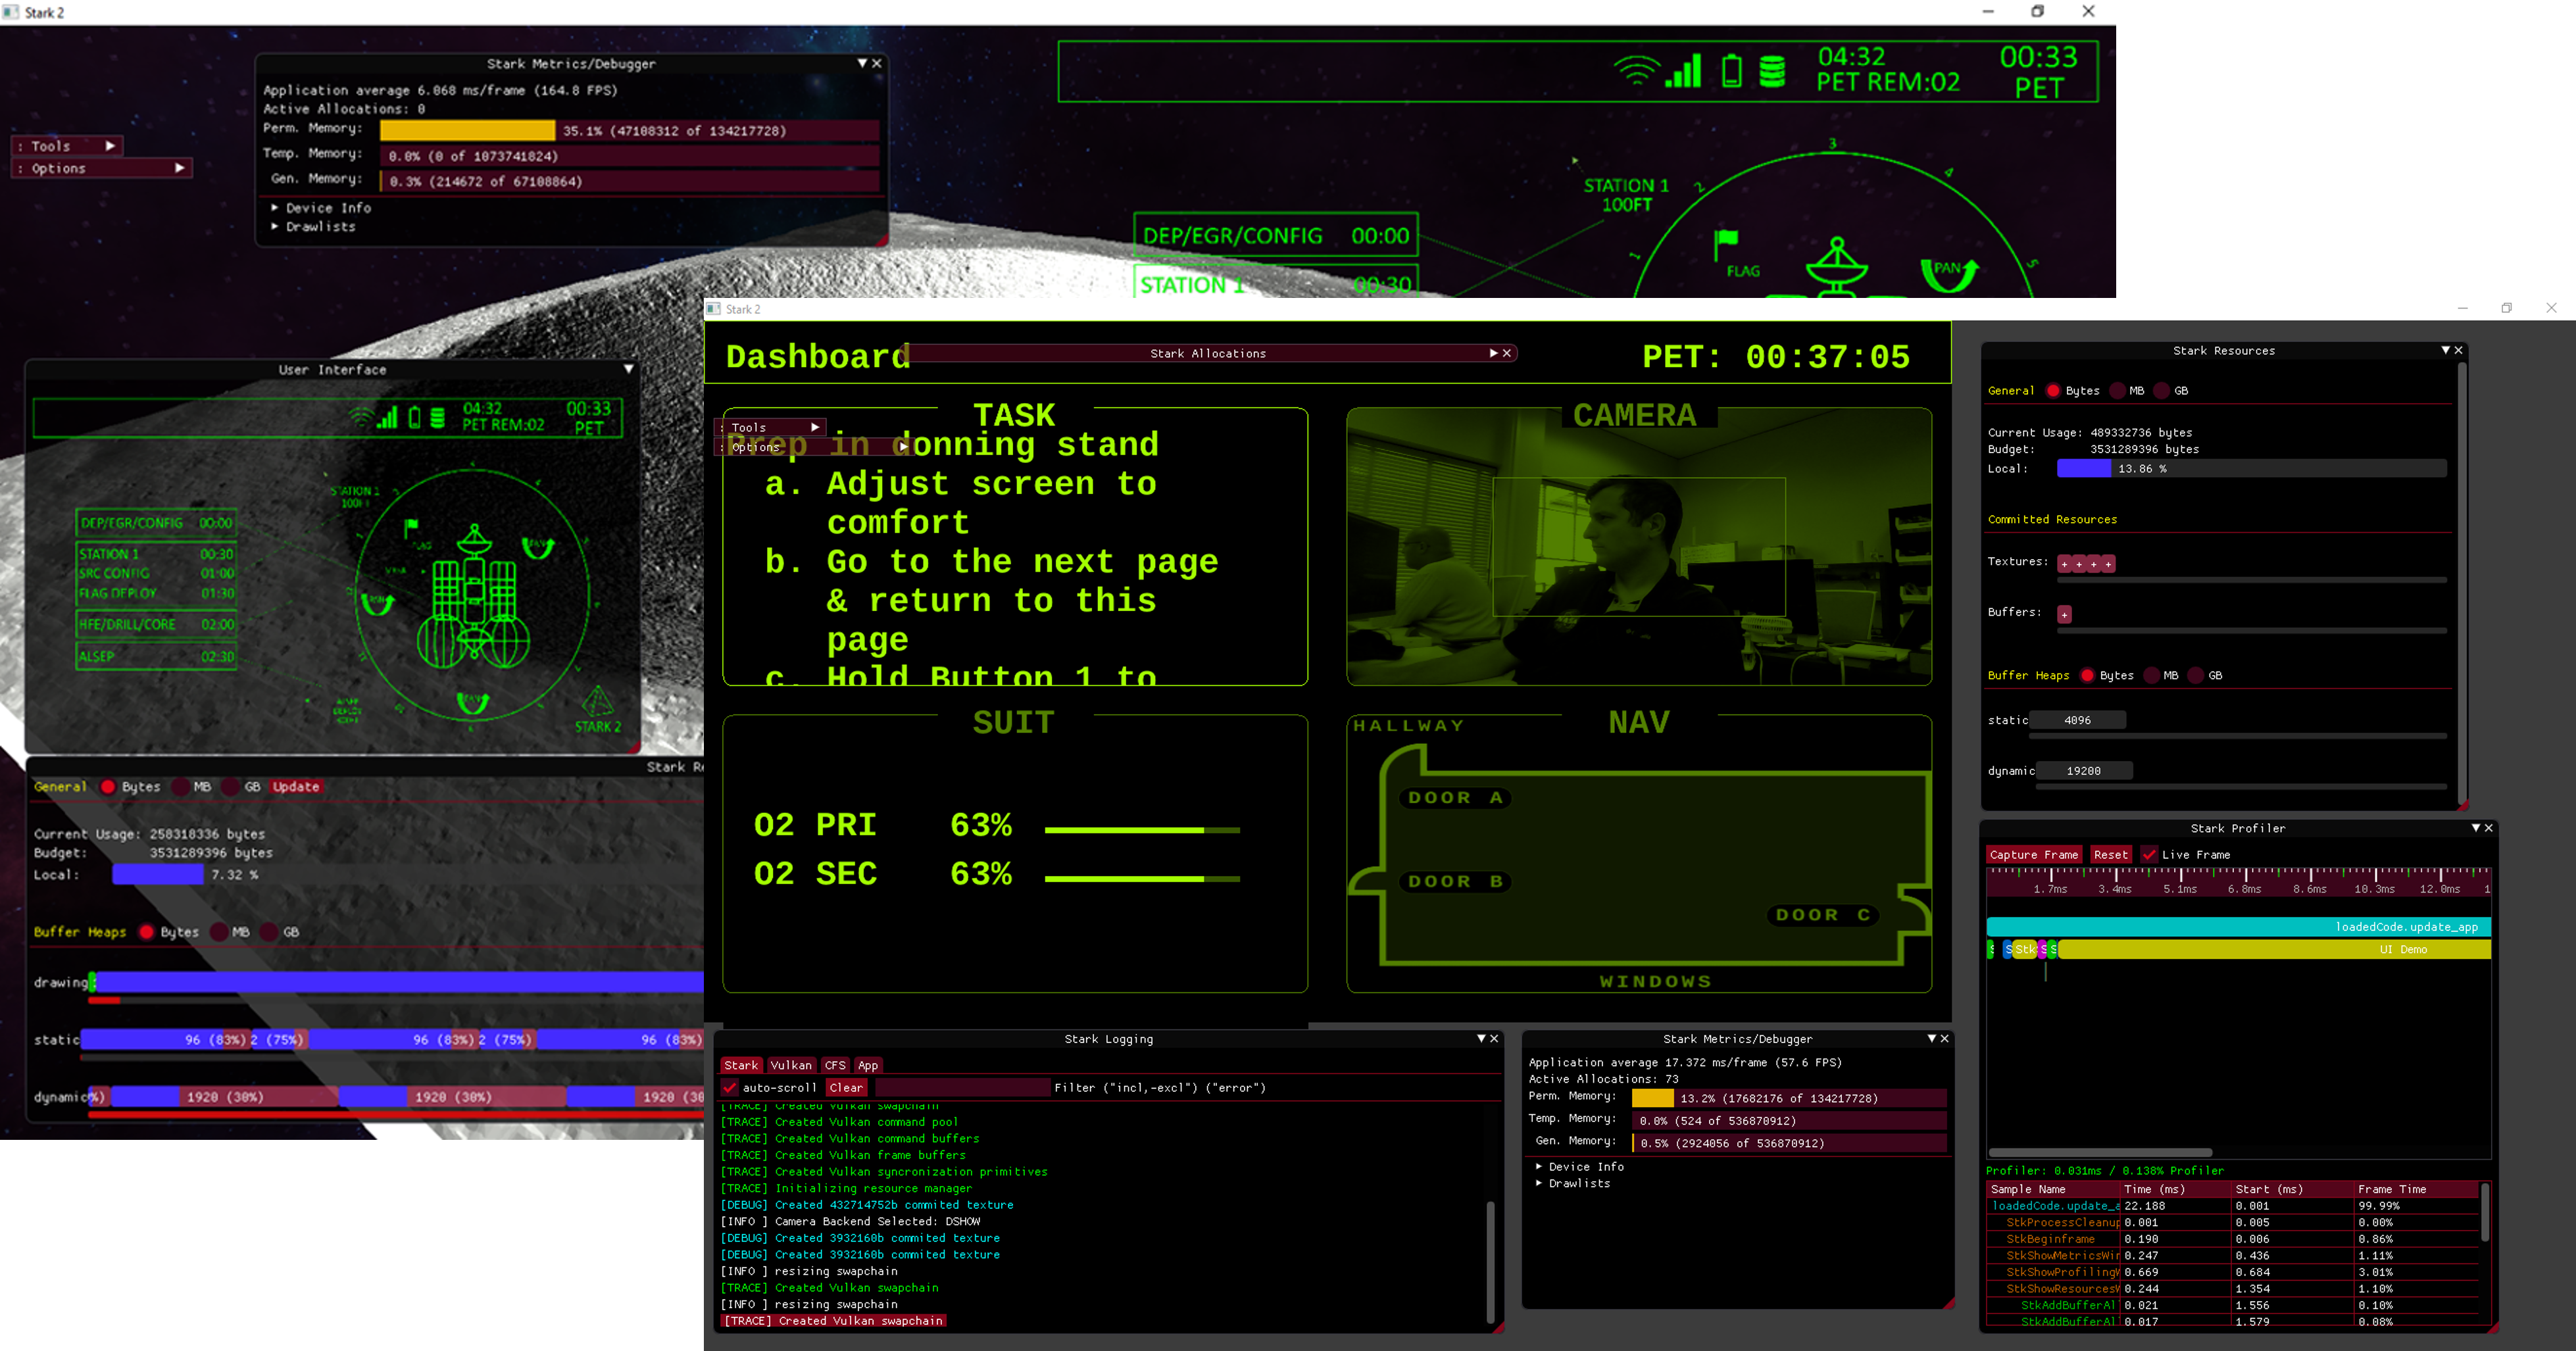 Stark 2
Stark Metrics/Debugger
Application average 6.068 ms/frame (164.8 FPS)
Active Allocations: 0
Perm. Memory: 35.1% (47108312 of 134217728)
Temp. Memory: 0.0% (0 of 1073741824)
Gen. Memory: 0.3% (214672 of 67108864)
Device Info
Drawlists
: Tools
: Options
04:32
PET REM:02
00:33
PET
STATION 1
100FT
1
2
3
4
5
FLAG
PAN
DEP/EGR/CONFIG 00:00
STATION 1 00:30
User Interface
04:32
PET REM:02
00:33
PET
STATION 1
DEP/EGR/CONFIG 00:00
STATION 1 00:30
SRC CONFIG 01:00
FLAG DEPLOY 01:30
HFE/DRILL/CORE 02:00
ALSEP 02:30
STARK 2
Stark
General Bytes MB GB Update
Current Usage: 258318336 bytes
Budget: 3531289396 bytes
Local: 7.32 %
Buffer Heaps Bytes MB GB
drawing
static 96 (83%) 2 (75%) 96 (83%) 2 (75%) 96 (83%)
dynamic 1920 (30%) 1920 (30%) 1920 (30
Stark 2
Dashboard
Stark Allocations
PET: 00:37:05
TASK
: Tools
: Options
Prep in donning stand
a. Adjust screen to
comfort
b. Go to the next page
& return to this
page
c. Hold Button 1 to
CAMERA
SUIT
O2 PRI 63%
O2 SEC 63%
NAV
HALLWAY
DOOR A
DOOR B
DOOR C
WINDOWS
Stark Logging
Stark Vulkan CFS App
auto-scroll Clear Filter ("incl,-excl") ("error")
[TRACE] Created Vulkan swapchain
[TRACE] Created Vulkan command pool
[TRACE] Created Vulkan command buffers
[TRACE] Created Vulkan frame buffers
[TRACE] Created Vulkan syncronization primitives
[TRACE] Initializing resource manager
[DEBUG] Created 432714752b commited texture
[INFO ] Camera Backend Selected: DSHOW
[DEBUG] Created 3932160b commited texture
[DEBUG] Created 3932160b commited texture
[INFO ] resizing swapchain
[TRACE] Created Vulkan swapchain
[INFO ] resizing swapchain
[TRACE] Created Vulkan swapchain
Stark Metrics/Debugger
Application average 17.372 ms/frame (57.6 FPS)
Active Allocations: 73
Perm. Memory: 13.2% (17682176 of 134217728)
Temp. Memory: 0.0% (524 of 536870912)
Gen. Memory: 0.5% (2924056 of 536870912)
Device Info
Drawlists
Stark Resources
General Bytes MB GB
Current Usage: 489332736 bytes
Budget: 3531289396 bytes
Local: 13.86 %
Committed Resources
Textures: + + + +
Buffers: +
Buffer Heaps Bytes MB GB
static 4096
dynamic 19200
Stark Profiler
Capture Frame Reset Live Frame
1.7ms 3.4ms 5.1ms 6.8ms 8.6ms 10.3ms 12.0ms 1
loadedCode.update_app
S S Stk S S UI Demo
Profiler: 0.031ms / 0.138% Profiler
Sample Name Time (ms) Start (ms) Frame Time
loadedCode.update_a 22.188 0.001 99.99%
StkProcessCleanup 0.001 0.005 0.00%
StkBeginframe 0.190 0.006 0.86%
StkShowMetricsWin 0.247 0.436 1.11%
StkShowProfilingW 0.669 0.684 3.01%
StkShowResourcesW 0.244 1.354 1.10%
StkAddBufferAl 0.021 1.556 0.10%
StkAddBufferAl 0.017 1.579 0.08%